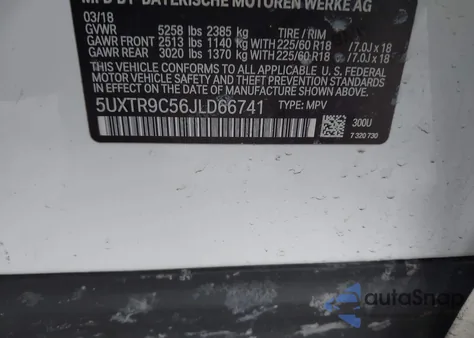 MFD BY BAYERISCHE MOTOREN WERKE AG
03/18
GVWR 5258 lbs 2385 kg TIRE / RIM
GAWR FRONT 2513 lbs 1140 kg WITH 225/60 R18 /7.0J x 18
GAWR REAR 3020 lbs 1370 kg WITH 225/60 R18 /7.0J x 18
THIS VEHICLE CONFORMS TO ALL APPLICABLE U.S. FEDERAL
MOTOR VEHICLE SAFETY AND THEFT PREVENTION STANDARDS
IN EFFECT ON THE DATE OF MANUFACTURE SHOWN ABOVE.
5UXTR9C56JLD66741 TYPE: MPV
300U
7 320 730
autoSnap